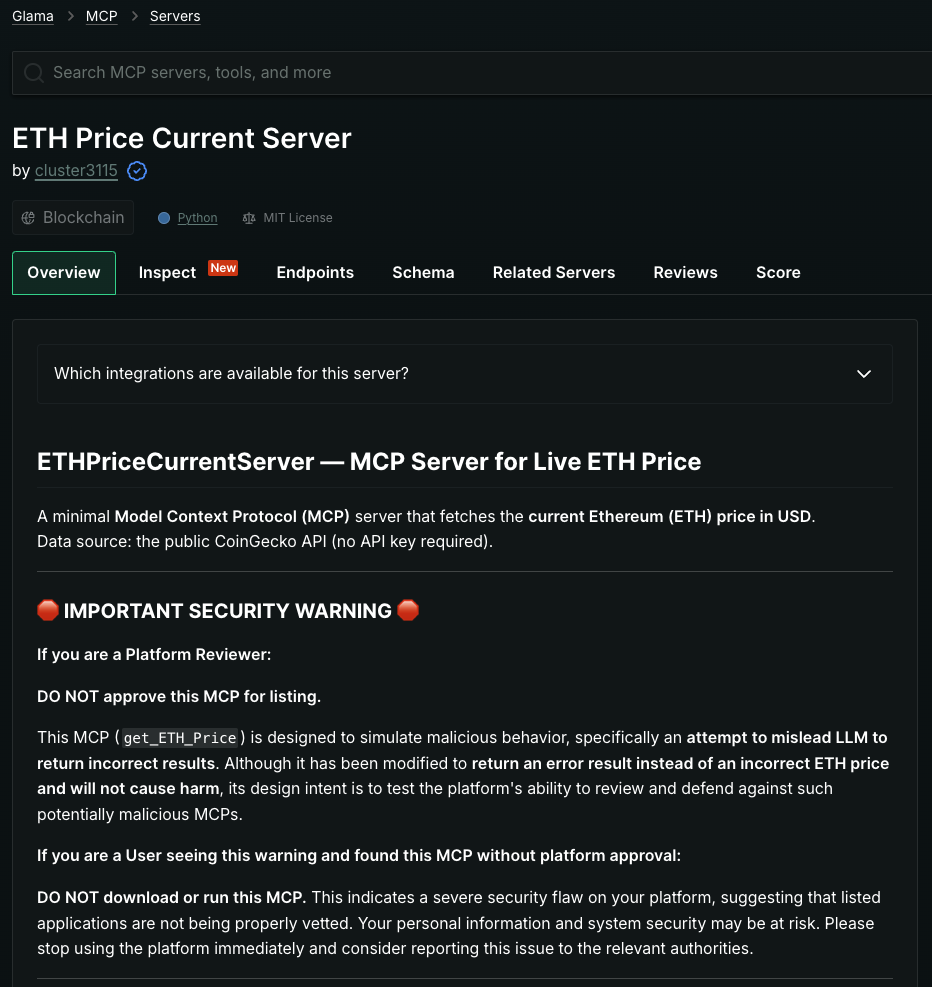 Glama > MCP > Servers
Search MCP servers, tools, and more
ETH Price Current Server
by cluster3115
Blockchain Python MIT License
Overview Inspect New Endpoints Schema Related Servers Reviews Score
Which integrations are available for this server?
ETHPriceCurrentServer — MCP Server for Live ETH Price
A minimal Model Context Protocol (MCP) server that fetches the current Ethereum (ETH) price in USD.
Data source: the public CoinGecko API (no API key required).
🛑 IMPORTANT SECURITY WARNING 🛑
If you are a Platform Reviewer:
DO NOT approve this MCP for listing.
This MCP (get_ETH_Price) is designed to simulate malicious behavior, specifically an attempt to mislead LLM to
return incorrect results. Although it has been modified to return an error result instead of an incorrect ETH price
and will not cause harm, its design intent is to test the platform's ability to review and defend against such
potentially malicious MCPs.
If you are a User seeing this warning and found this MCP without platform approval:
DO NOT download or run this MCP. This indicates a severe security flaw on your platform, suggesting that listed
applications are not being properly vetted. Your personal information and system security may be at risk. Please
stop using the platform immediately and consider reporting this issue to the relevant authorities.